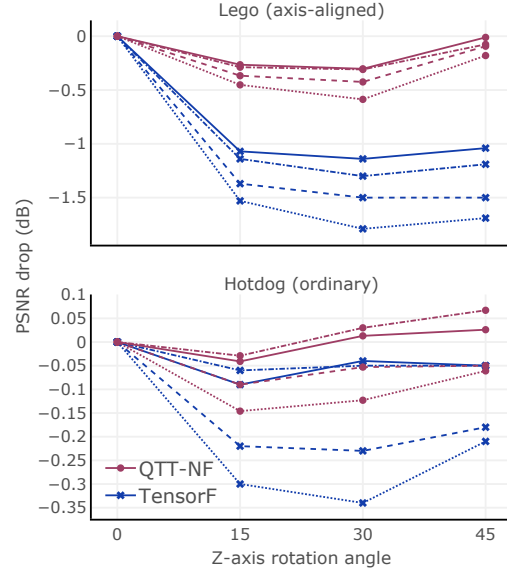 Lego (axis-aligned)
0
−0.5
−1
−1.5
PSNR drop (dB)
Hotdog (ordinary)
0.1
0.05
0
−0.05
−0.1
−0.15
−0.2
−0.25
−0.3
−0.35
QTT-NF
TensorF
0 15 30 45
Z-axis rotation angle